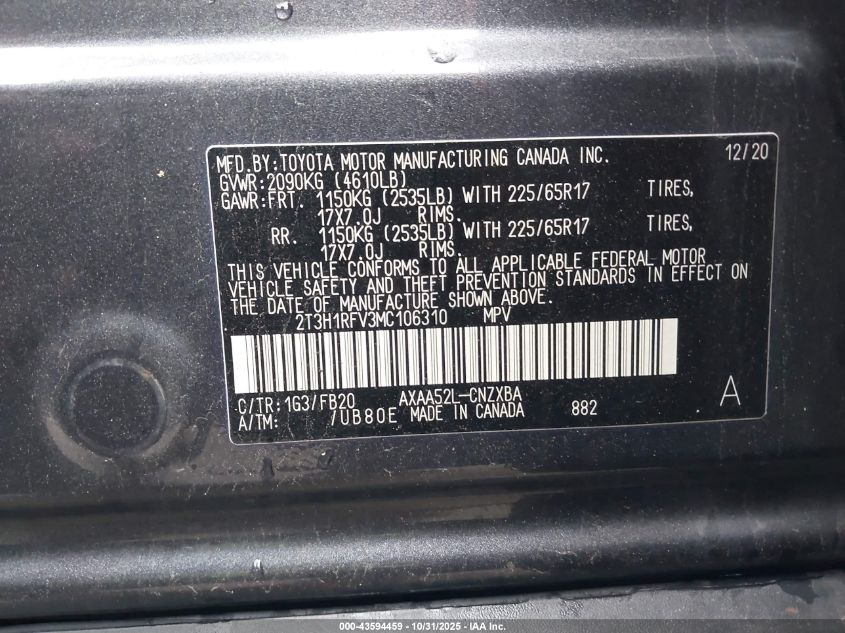 MFD.BY:TOYOTA MOTOR MANUFACTURING CANADA INC. 12/20
GVWR:2090KG (4610LB)
GAWR:FRT. 1150KG (2535LB) WITH 225/65R17 TIRES,
17X7.0J RIMS.
RR. 1150KG (2535LB) WITH 225/65R17 TIRES,
17X7.0J RIMS.
THIS VEHICLE CONFORMS TO ALL APPLICABLE FEDERAL MOTOR
VEHICLE SAFETY AND THEFT PREVENTION STANDARDS IN EFFECT ON
THE DATE OF MANUFACTURE SHOWN ABOVE.
2T3H1RFV3MC106310 MPV
C/TR:1G3/FB20 AXAA52L-CNZXBA
A/TM: /UB80E MADE IN CANADA 882
A
000-43594459 - 10/31/2025 - IAA Inc.